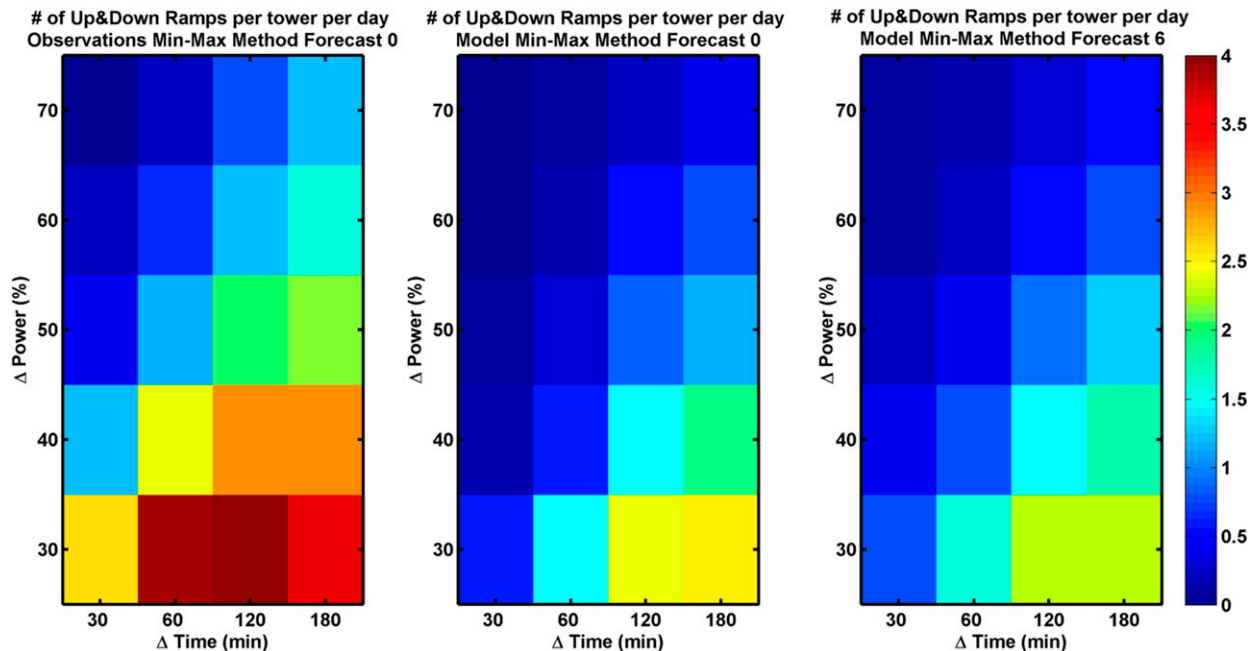 # of Up&Down Ramps per tower per day
Observations Min-Max Method Forecast 0
70
60
50
40
30
Δ Power (%)
30 60 120 180
Δ Time (min)
# of Up&Down Ramps per tower per day
Model Min-Max Method Forecast 0
70
60
50
40
30
Δ Power (%)
30 60 120 180
Δ Time (min)
# of Up&Down Ramps per tower per day
Model Min-Max Method Forecast 6
70
60
50
40
30
Δ Power (%)
30 60 120 180
Δ Time (min)
4
3.5
3
2.5
2
1.5
1
0.5
0